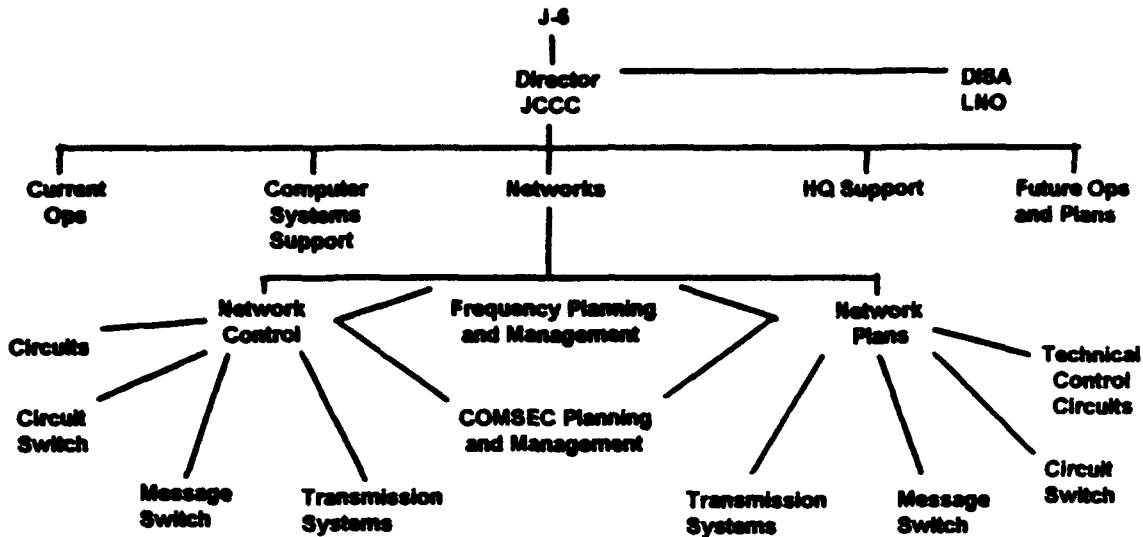 J-6
Director
JCCC
DISA
LNO
Current
Ops
Computer
Systems
Support
Networks
HQ Support
Future Ops
and Plans
Network
Control
Frequency Planning
and Management
Network
Plans
Circuits
Technical
Control
Circuits
Circuit
Switch
COMSEC Planning
and Management
Circuit
Switch
Message
Switch
Transmission
Systems
Transmission
Systems
Message
Switch